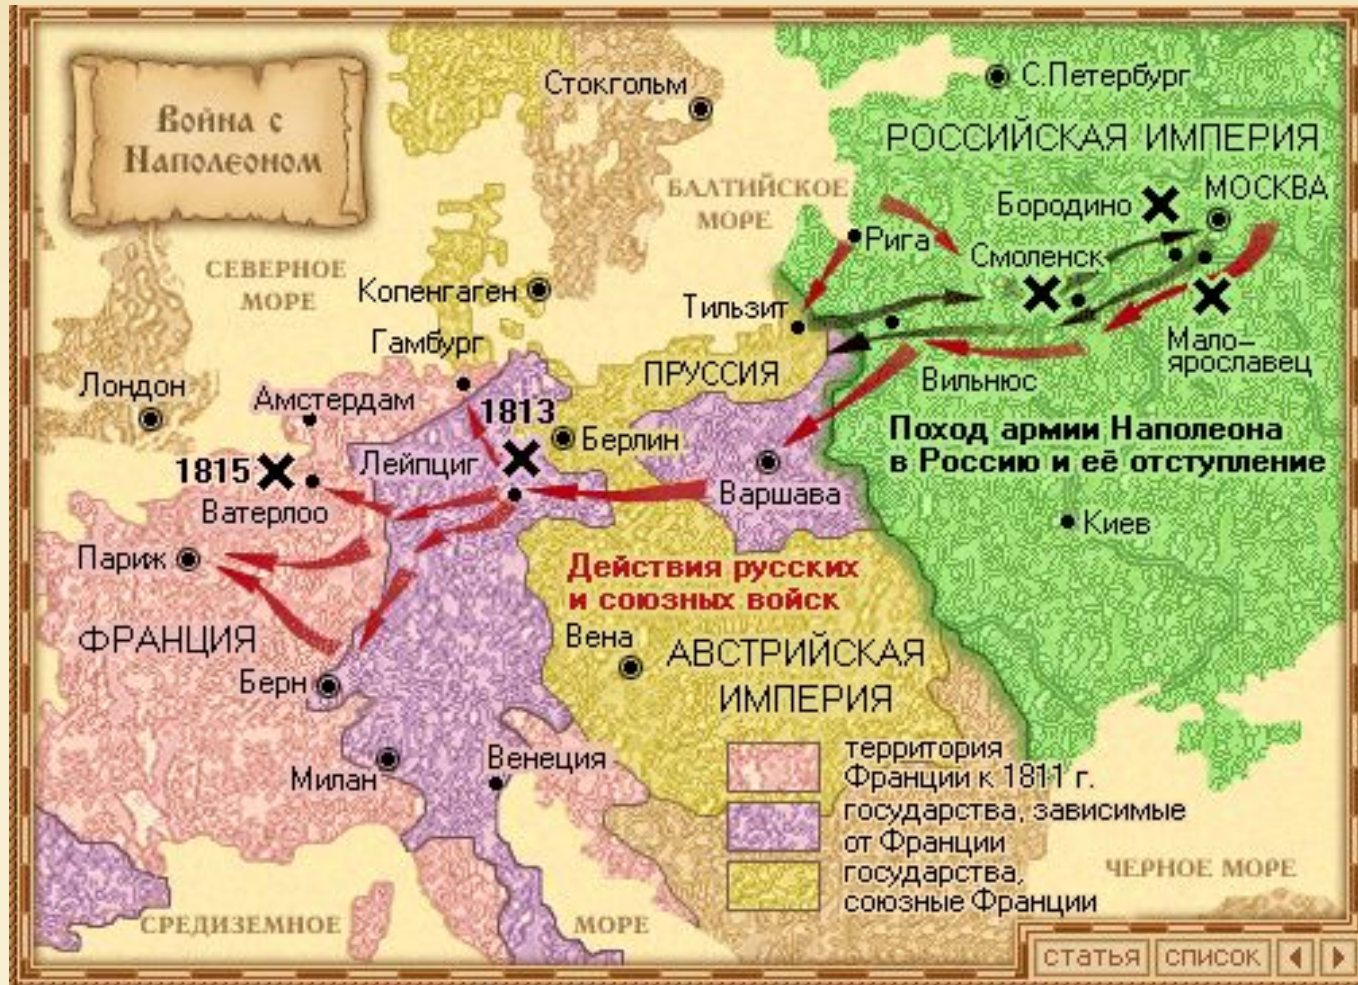 Война с
Наполеоном
Стокгольм
С.Петербург
РОССИЙСКАЯ ИМПЕРИЯ
БАЛТИЙСКОЕ
МОРЕ
Бородино
МОСКВА
Рига
Смоленск
СЕВЕРНОЕ
МОРЕ
Копенгаген
Тильзит
Гамбург
Мало–
ярославец
ПРУССИЯ
Вильнюс
Лондон
Амстердам
1813
Берлин
Поход армии Наполеона
в Россию и её отступление
1815
Лейпциг
Ватерлоо
Варшава
Киев
Париж
Действия русских
и союзных войск
ФРАНЦИЯ
Вена
АВСТРИЙСКАЯ
ИМПЕРИЯ
Берн
Милан
Венеция
территория
Франции к 1811 г.
государства, зависимые
от Франции
государства,
союзные Франции
ЧЕРНОЕ МОРЕ
СРЕДИЗЕМНОЕ
МОРЕ
статья
список